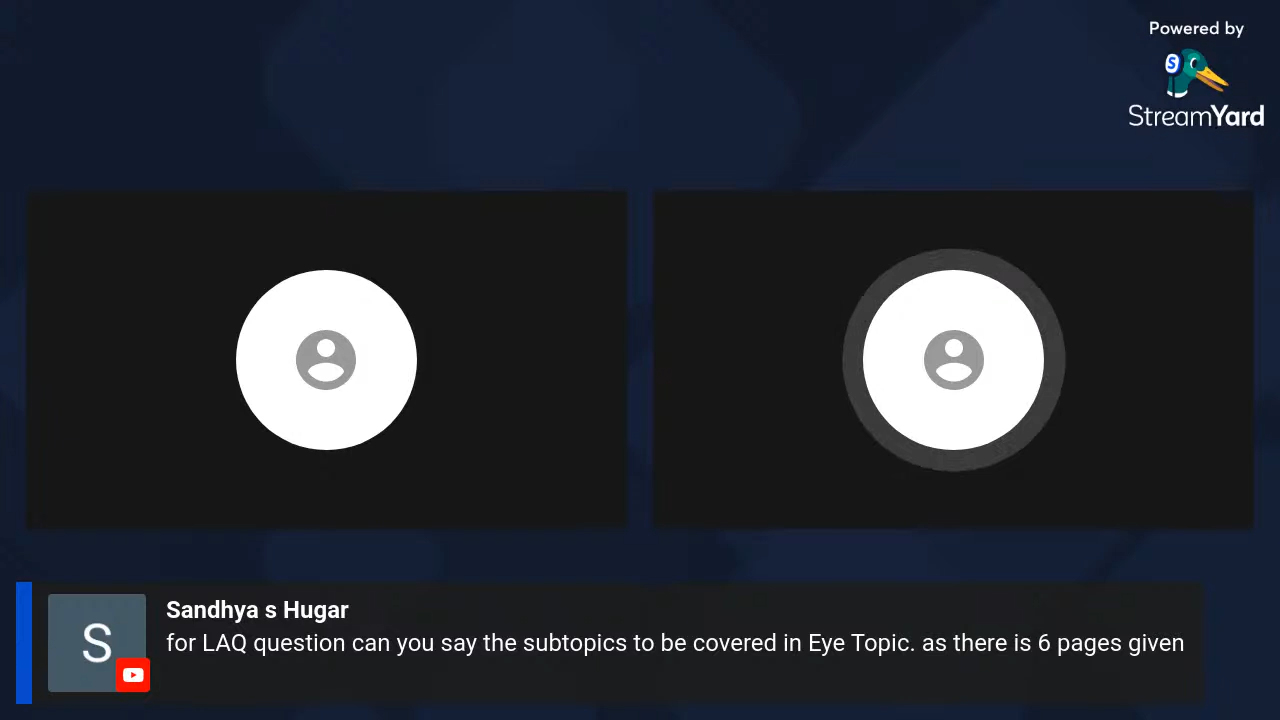 Powered by
S
StreamYard
S
Sandhya s Hugar
for LAQ question can you say the subtopics to be covered in Eye Topic. as there is 6 pages given